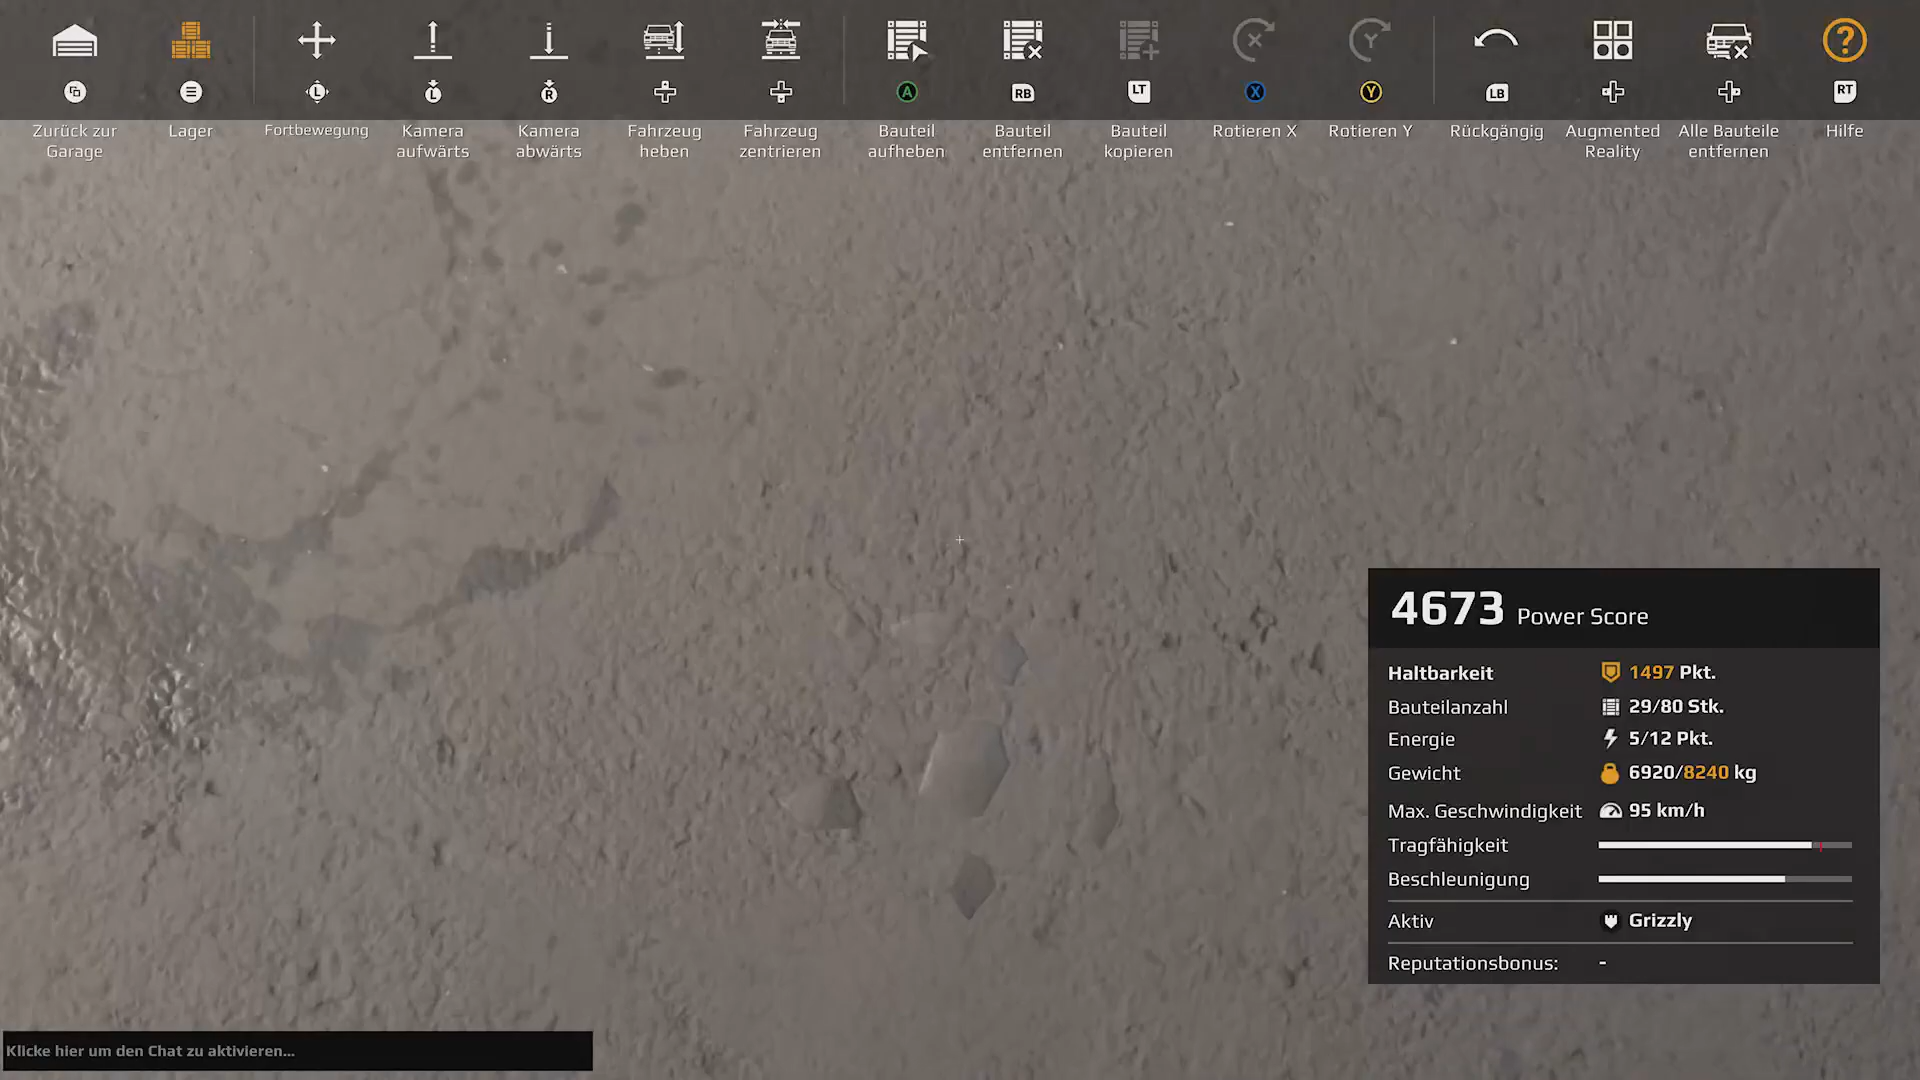 Zurück zur
Garage
Lager
L
Fortbewegung
L
Kamera
aufwärts
R
Kamera
abwärts
Fahrzeug
heben
Fahrzeug
zentrieren
A
Bauteil
aufheben
RB
Bauteil
entfernen
LT
Bauteil
kopieren
X
X
Rotieren X
Y
Y
Rotieren Y
LB
Rückgängig
Augmented
Reality
Alle Bauteile
entfernen
?
RT
Hilfe
4673 Power Score
Haltbarkeit 1497 Pkt.
Bauteilanzahl 29/80 Stk.
Energie 5/12 Pkt.
Gewicht 6920/8240 kg
Max. Geschwindigkeit 95 km/h
Tragfähigkeit
Beschleunigung
Aktiv Grizzly
Reputationsbonus: -
Klicke hier um den Chat zu aktivieren...